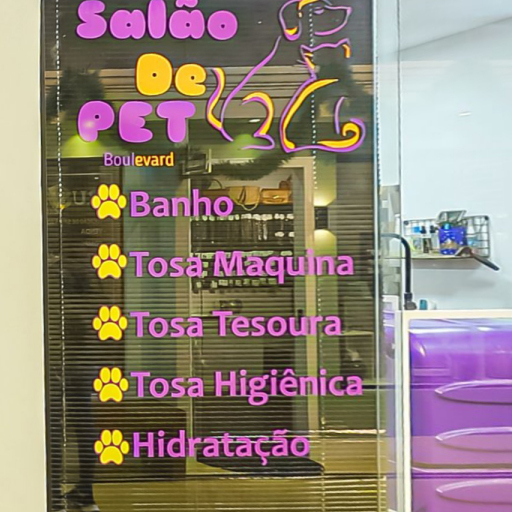 Salão
De
PET
Boulevard
Banho
Tosa Maquina
Tosa Tesoura
Tosa Higiênica
Hidratação